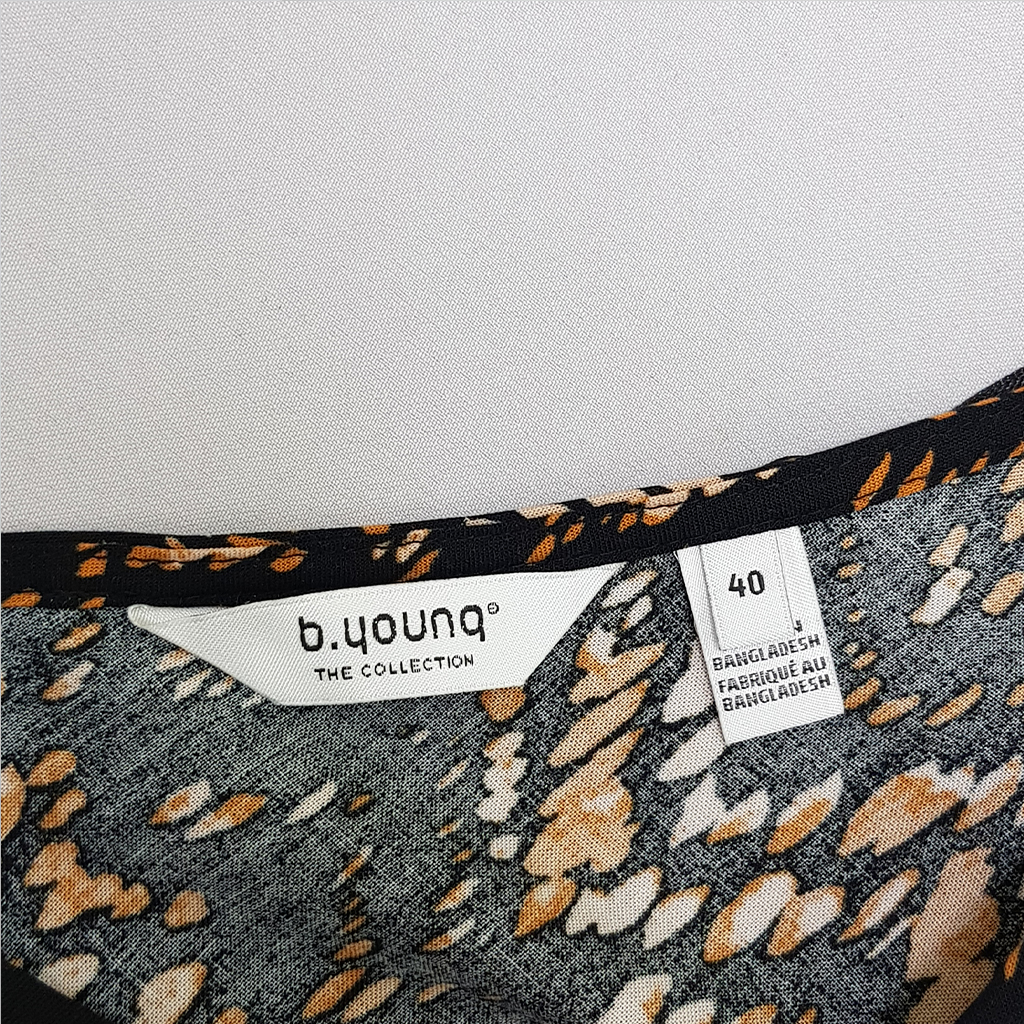 b.young®
THE COLLECTION
40
BANGLADESH
FABRIQUÉ AU
BANGLADESH